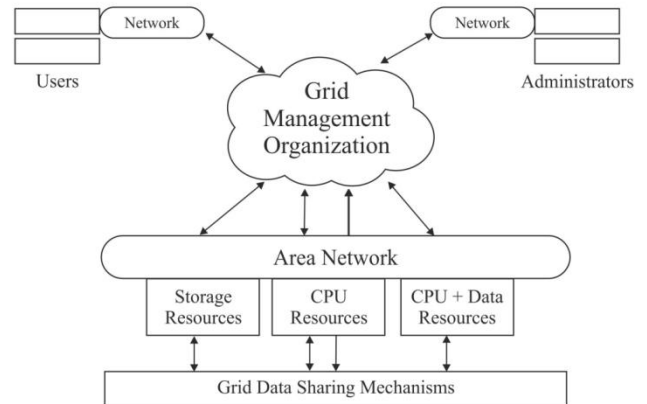 Network
Network
Users
Administrators
Grid
Management
Organization
Area Network
Storage
Resources
CPU
Resources
CPU + Data
Resources
Grid Data Sharing Mechanisms